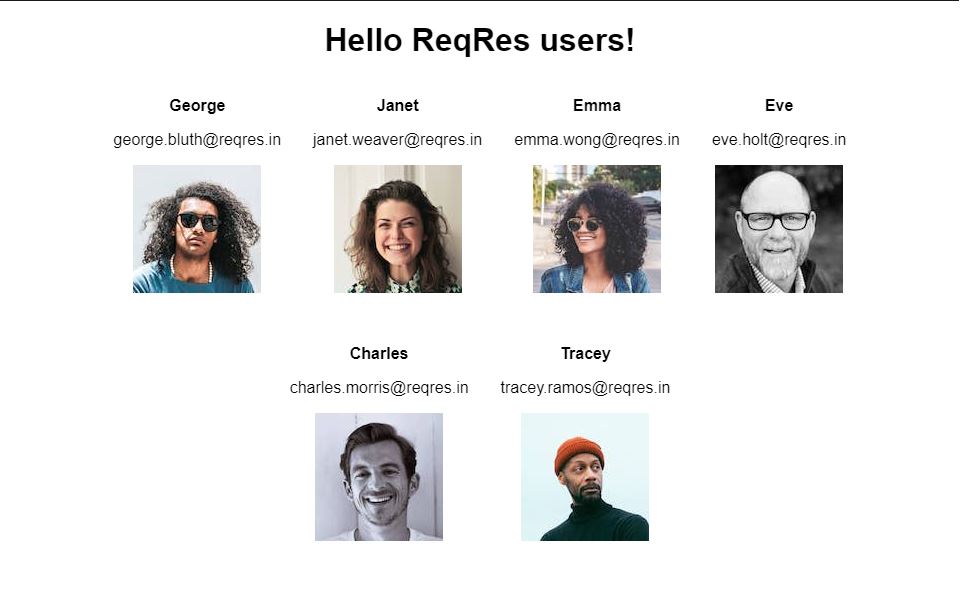 Hello ReqRes users!
George
george.bluth@reqres.in
Janet
janet.weaver@reqres.in
Emma
emma.wong@reqres.in
Eve
eve.holt@reqres.in
Charles
charles.morris@reqres.in
Tracey
tracey.ramos@reqres.in